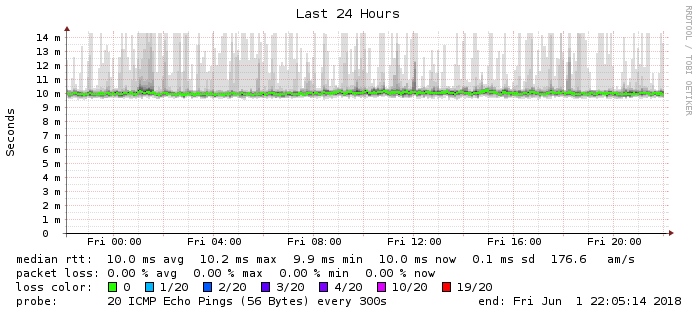 Last 24 Hours
RRDTOOL / TOBI OETIKER
Seconds
14 m
13 m
12 m
11 m
10 m
9 m
8 m
7 m
6 m
5 m
4 m
3 m
2 m
1 m
0
Fri 00:00 Fri 04:00 Fri 08:00 Fri 12:00 Fri 16:00 Fri 20:00
median rtt: 10.0 ms avg 10.2 ms max 9.9 ms min 10.0 ms now 0.1 ms sd 176.6 am/s
packet loss: 0.00 % avg 0.00 % max 0.00 % min 0.00 % now
loss color: 0 1/20 2/20 3/20 4/20 10/20 19/20
probe: 20 ICMP Echo Pings (56 Bytes) every 300s end: Fri Jun 1 22:05:14 2018